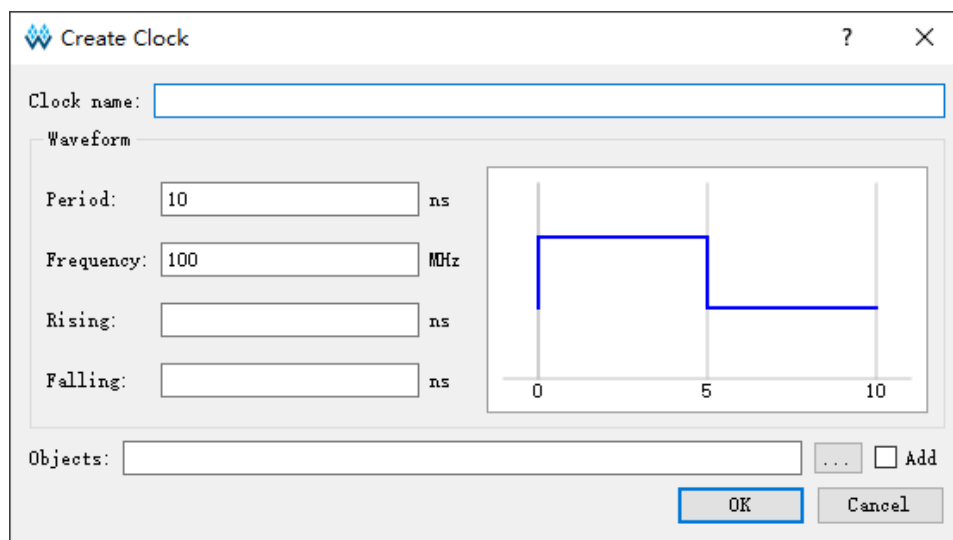 Create Clock ?
Clock name:
Waveform
Period: 10 ns
Frequency: 100 MHz
Rising: ns
Falling: ns
0 5 10
Objects: ... Add
OK Cancel